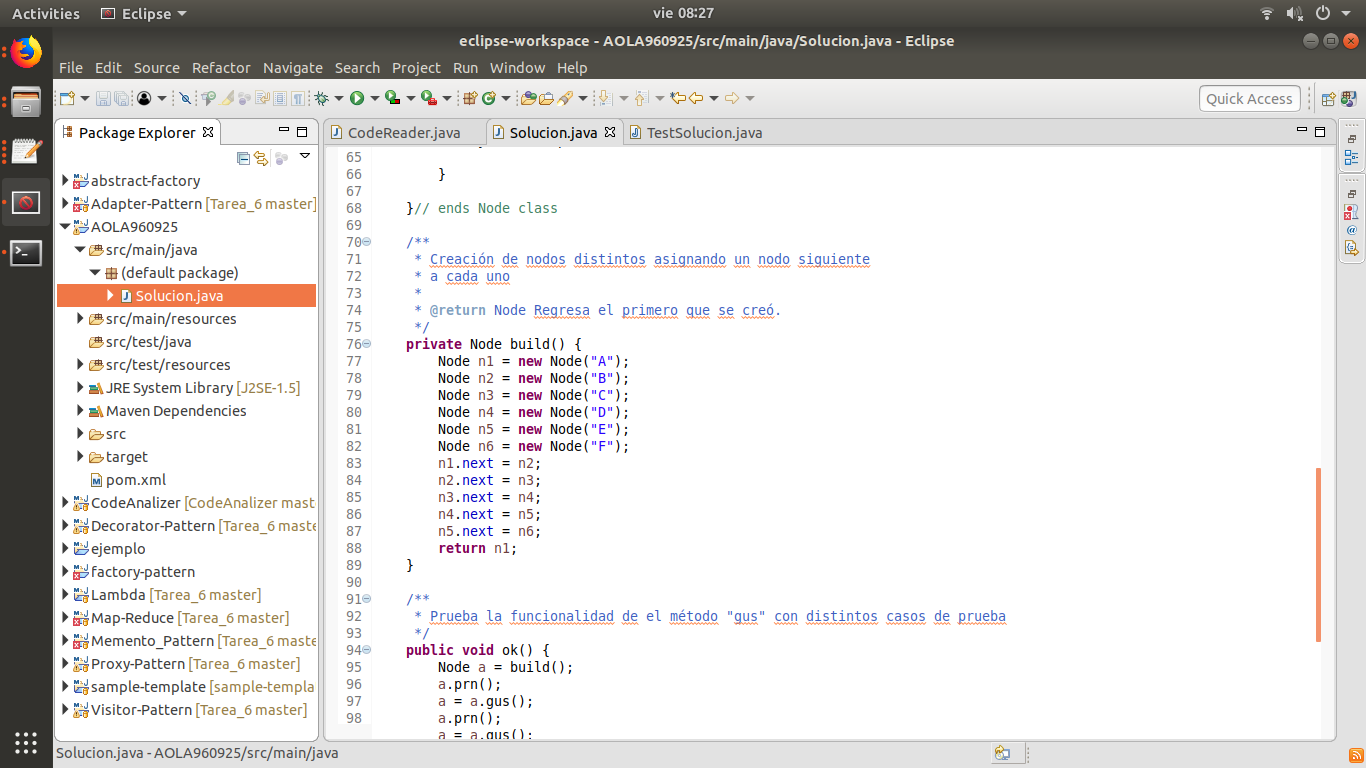 Activities Eclipse vie 08:27
eclipse-workspace - AOLA960925/src/main/java/Solucion.java - Eclipse
File Edit Source Refactor Navigate Search Project Run Window Help
Quick Access
Package Explorer
abstract-factory
Adapter-Pattern [Tarea_6 master]
AOLA960925
src/main/java
(default package)
Solucion.java
src/main/resources
src/test/java
src/test/resources
JRE System Library [J2SE-1.5]
Maven Dependencies
src
target
pom.xml
CodeAnalizer [CodeAnalizer mast
Decorator-Pattern [Tarea_6 maste
ejemplo
factory-pattern
Lambda [Tarea_6 master]
Map-Reduce [Tarea_6 master]
Memento_Pattern [Tarea_6 maste
Proxy-Pattern [Tarea_6 master]
sample-template [sample-templa
Visitor-Pattern [Tarea_6 master]
CodeReader.java Solucion.java TestSolucion.java
65
66 }
67
68 }// ends Node class
69
70 /**
71 * Creación de nodos distintos asignando un nodo siguiente
72 * a cada uno
73 *
74 * @return Node Regresa el primero que se creó.
75 */
76 private Node build() {
77 Node n1 = new Node("A");
78 Node n2 = new Node("B");
79 Node n3 = new Node("C");
80 Node n4 = new Node("D");
81 Node n5 = new Node("E");
82 Node n6 = new Node("F");
83 n1.next = n2;
84 n2.next = n3;
85 n3.next = n4;
86 n4.next = n5;
87 n5.next = n6;
88 return n1;
89 }
90
91 /**
92 * Prueba la funcionalidad de el método "gus" con distintos casos de prueba
93 */
94 public void ok() {
95 Node a = build();
96 a.prn();
97 a = a.gus();
98 a.prn();
a = a.gus();
Solucion.java - AOLA960925/src/main/java